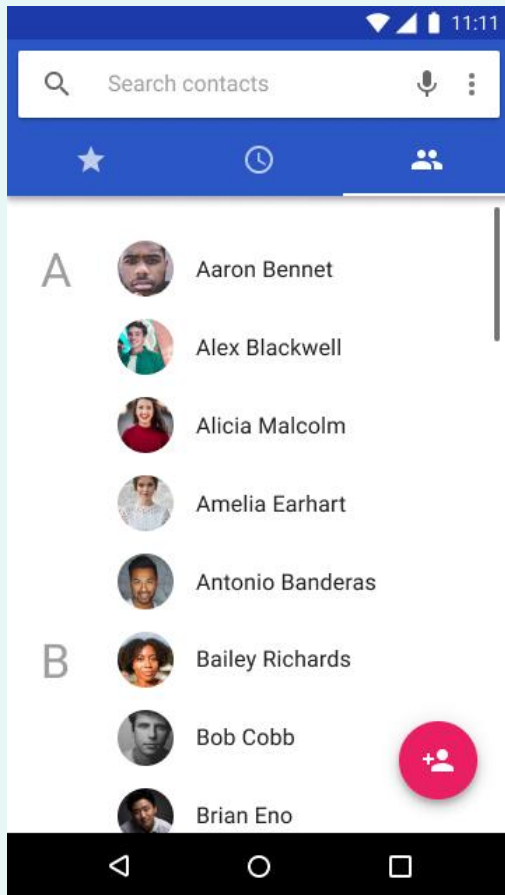 11:11
Search contacts
A
Aaron Bennet
Alex Blackwell
Alicia Malcolm
Amelia Earhart
Antonio Banderas
B
Bailey Richards
Bob Cobb
Brian Eno